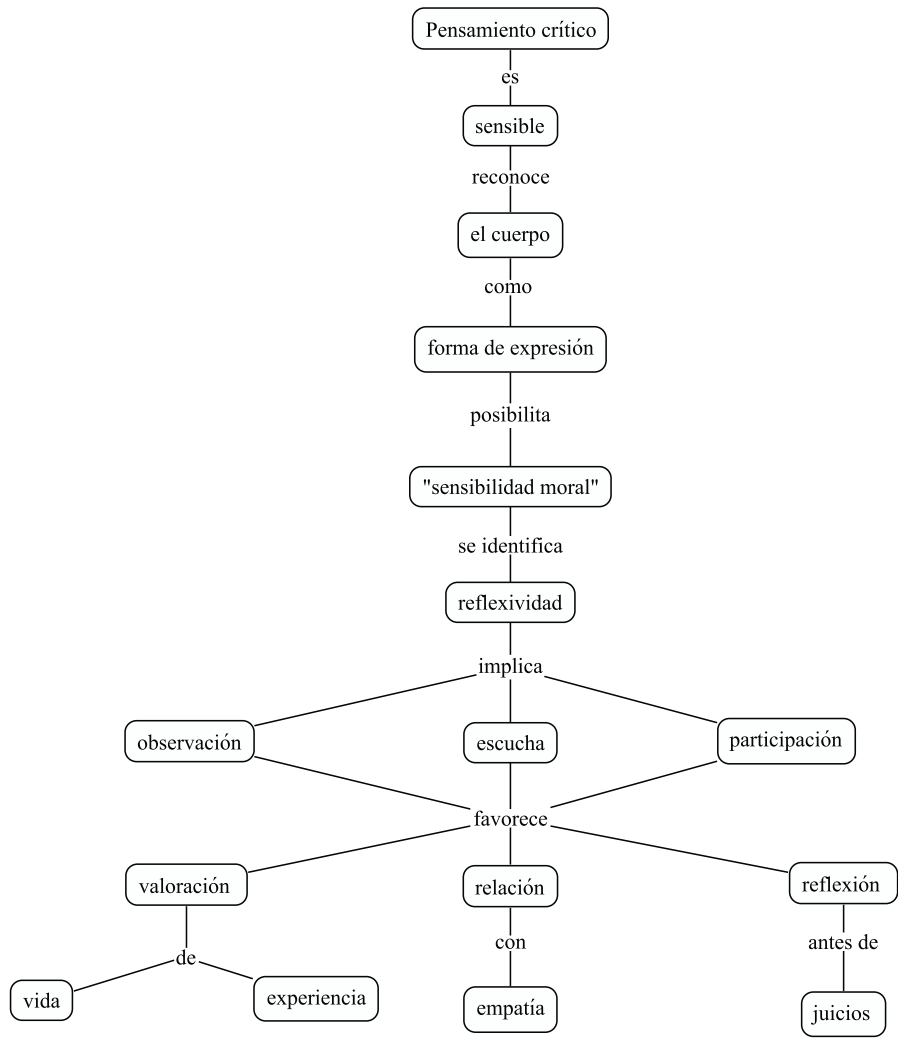 Pensamiento crítico
es
sensible
reconoce
el cuerpo
como
forma de expresión
posibilita
"sensibilidad moral"
se identifica
reflexividad
implica
observación
escucha
participación
favorece
valoración
relación
reflexión
de
con
antes de
vida
experiencia
empatía
juicios